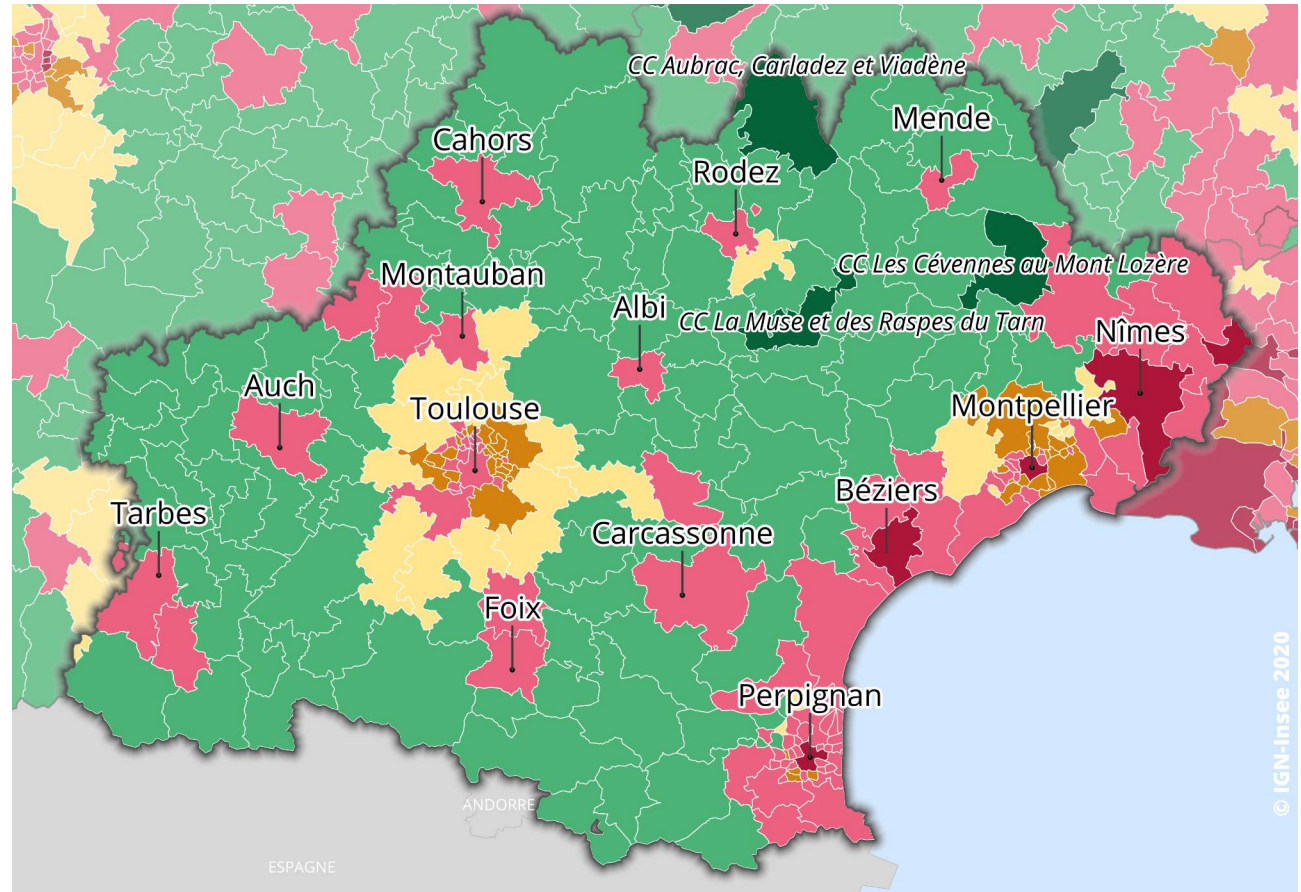 CC Aubrac, Carladez et Viadène
Mende
Cahors
Rodez
CC Les Cévennes au Mont Lozère
Montauban
Albi
CC La Muse et des Raspes du Tarn
Nîmes
Auch
Toulouse
Montpellier
Béziers
Tarbes
Carcassonne
Foix
Perpignan
ANDORRE
ESPAGNE
© IGN-Insee 2020